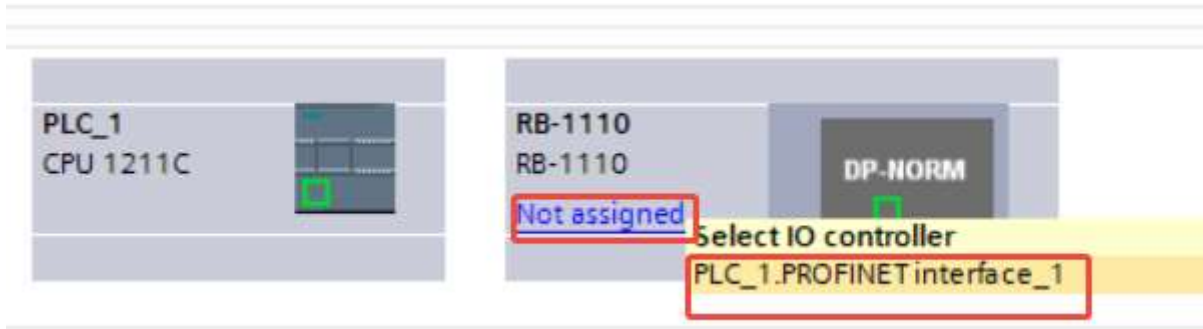 PLC_1
CPU 1211C
RB-1110
RB-1110
DP-NORM
Not assigned
Select IO controller
PLC_1.PROFINET interface_1